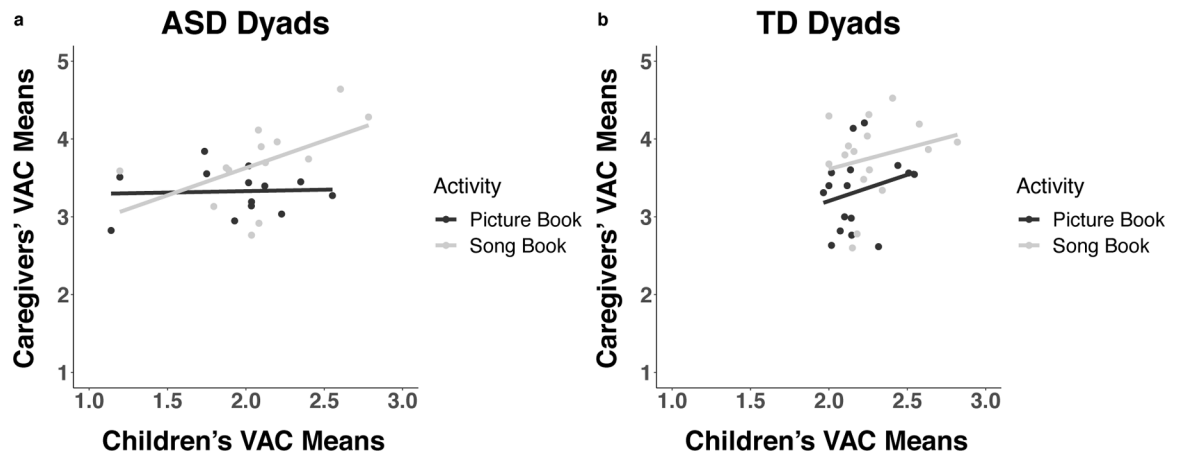 a
ASD Dyads
Caregivers’ VAC Means
5
4
3
2
1
1.0 1.5 2.0 2.5 3.0
Children’s VAC Means
Activity
Picture Book
Song Book
b
TD Dyads
Caregivers’ VAC Means
5
4
3
2
1
1.0 1.5 2.0 2.5 3.0
Children’s VAC Means
Activity
Picture Book
Song Book